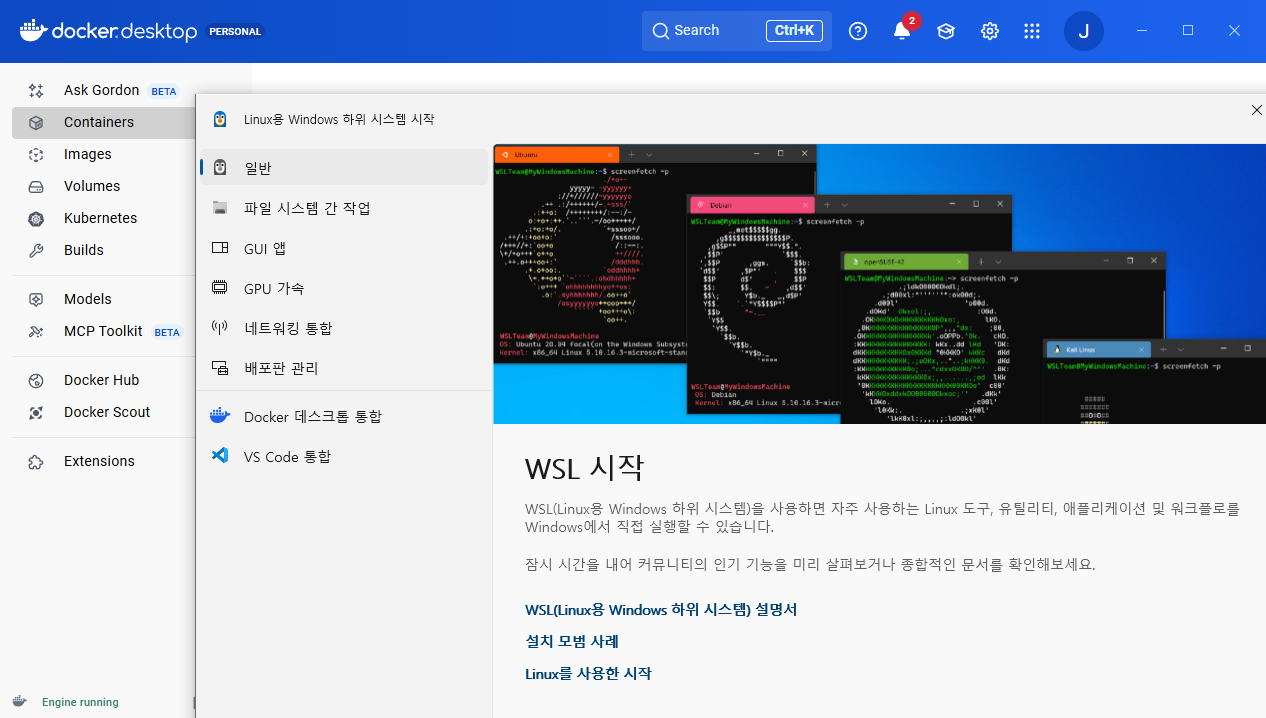 docker.desktop PERSONAL
Search Ctrl+K
2
J
Ask Gordon BETA
Containers
Images
Volumes
Kubernetes
Builds
Models
MCP Toolkit BETA
Docker Hub
Docker Scout
Extensions
Engine running
Linux용 Windows 하위 시스템 시작
일반
파일 시스템 간 작업
GUI 앱
GPU 가속
네트워킹 통합
배포판 관리
Docker 데스크톱 통합
VS Code 통합
Ubuntu
WSLTeam@MyWindowsMachine:~$ screenfetch -p
WSLTeam@MyWindowsMachine
OS: Ubuntu 20.04 focal(on the Windows Subsyste
Kernel: x86_64 Linux 5.10.16.3-microsoft-stan
Debian
WSLTeam@MyWindowsMachine:~$ screenfetch -p
WSLTeam@MyWindowsMachine
OS: Debian
Kernel: x86_64 Linux 5.10.16.3-micro
openSUSE-42
WSLTeam@MyWindowsMachine:~> screenfetch -p
Kali Linux
WSLTeam@MyWindowsMachine:~$ screenfetch -p
WSL 시작
WSL(Linux용 Windows 하위 시스템)을 사용하면 자주 사용하는 Linux 도구, 유틸리티, 애플리케이션 및 워크플로를
Windows에서 직접 실행할 수 있습니다.
잠시 시간을 내어 커뮤니티의 인기 기능을 미리 살펴보거나 종합적인 문서를 확인해보세요.
WSL(Linux용 Windows 하위 시스템) 설명서
설치 모범 사례
Linux를 사용한 시작